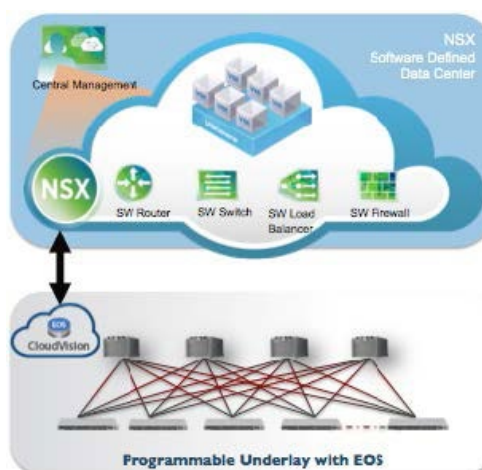 NSX
Software Defined
Data Center
Central Management
NSX
SW Router
SW Switch
SW Load
Balancer
SW Firewall
EOS
CloudVision
Programmable Underlay with EOS